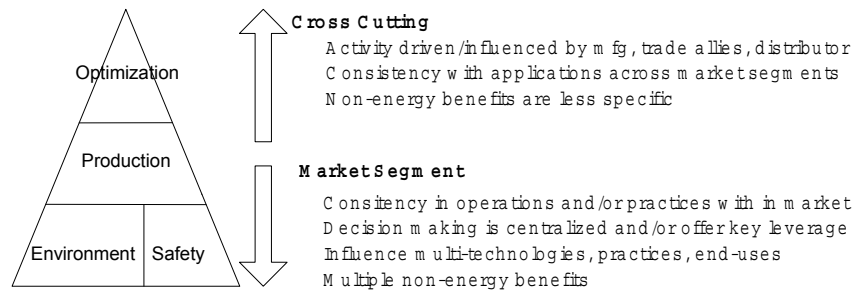 Optimization
Production
Environment
Safety
Cross Cutting
Activity driven/influenced by mfg, trade allies, distributor
Consistency with applications across market segments
Non-energy benefits are less specific
Market Segment
Consitency in operations and/or practices with in market
Decision making is centralized and/or offer key leverage
Influence multi-technologies, practices, end-uses
Multiple non-energy benefits